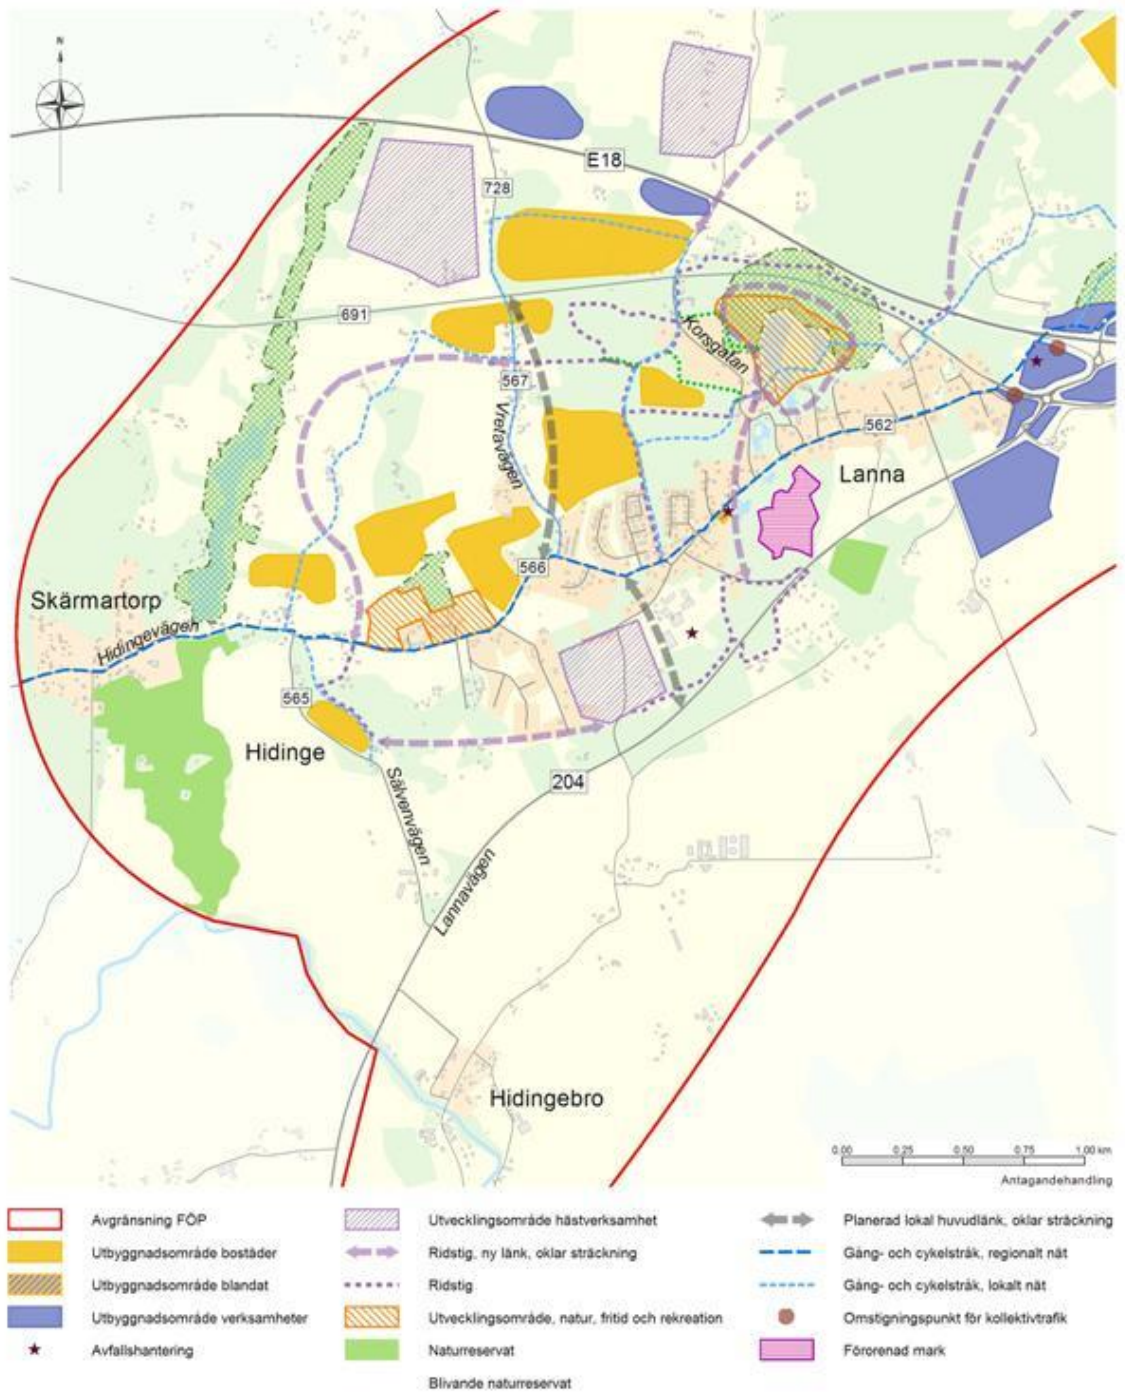 N
E18
728
691
Korsgatan
567
Vretavägen
562
Lanna
566
Skärmartorp
Hidingevägen
565
Hidinge
204
Sälvenvägen
Lannavägen
Hidingebro
0,00 0,25 0,50 0,75 1,00 km
Antagandehandling
Avgränsning FÖP
Utbyggnadsområde bostäder
Utbyggnadsområde blandat
Utbyggnadsområde verksamheter
Avfallshantering
Utvecklingsområde hästverksamhet
Ridstig, ny länk, oklar sträckning
Ridstig
Utvecklingsområde, natur, fritid och rekreation
Naturreservat
Blivande naturreservat
Planerad lokal huvudlänk, oklar sträckning
Gång- och cykelstråk, regionalt nät
Gång- och cykelstråk, lokalt nät
Omstigningspunkt för kollektivtrafik
Förorenad mark